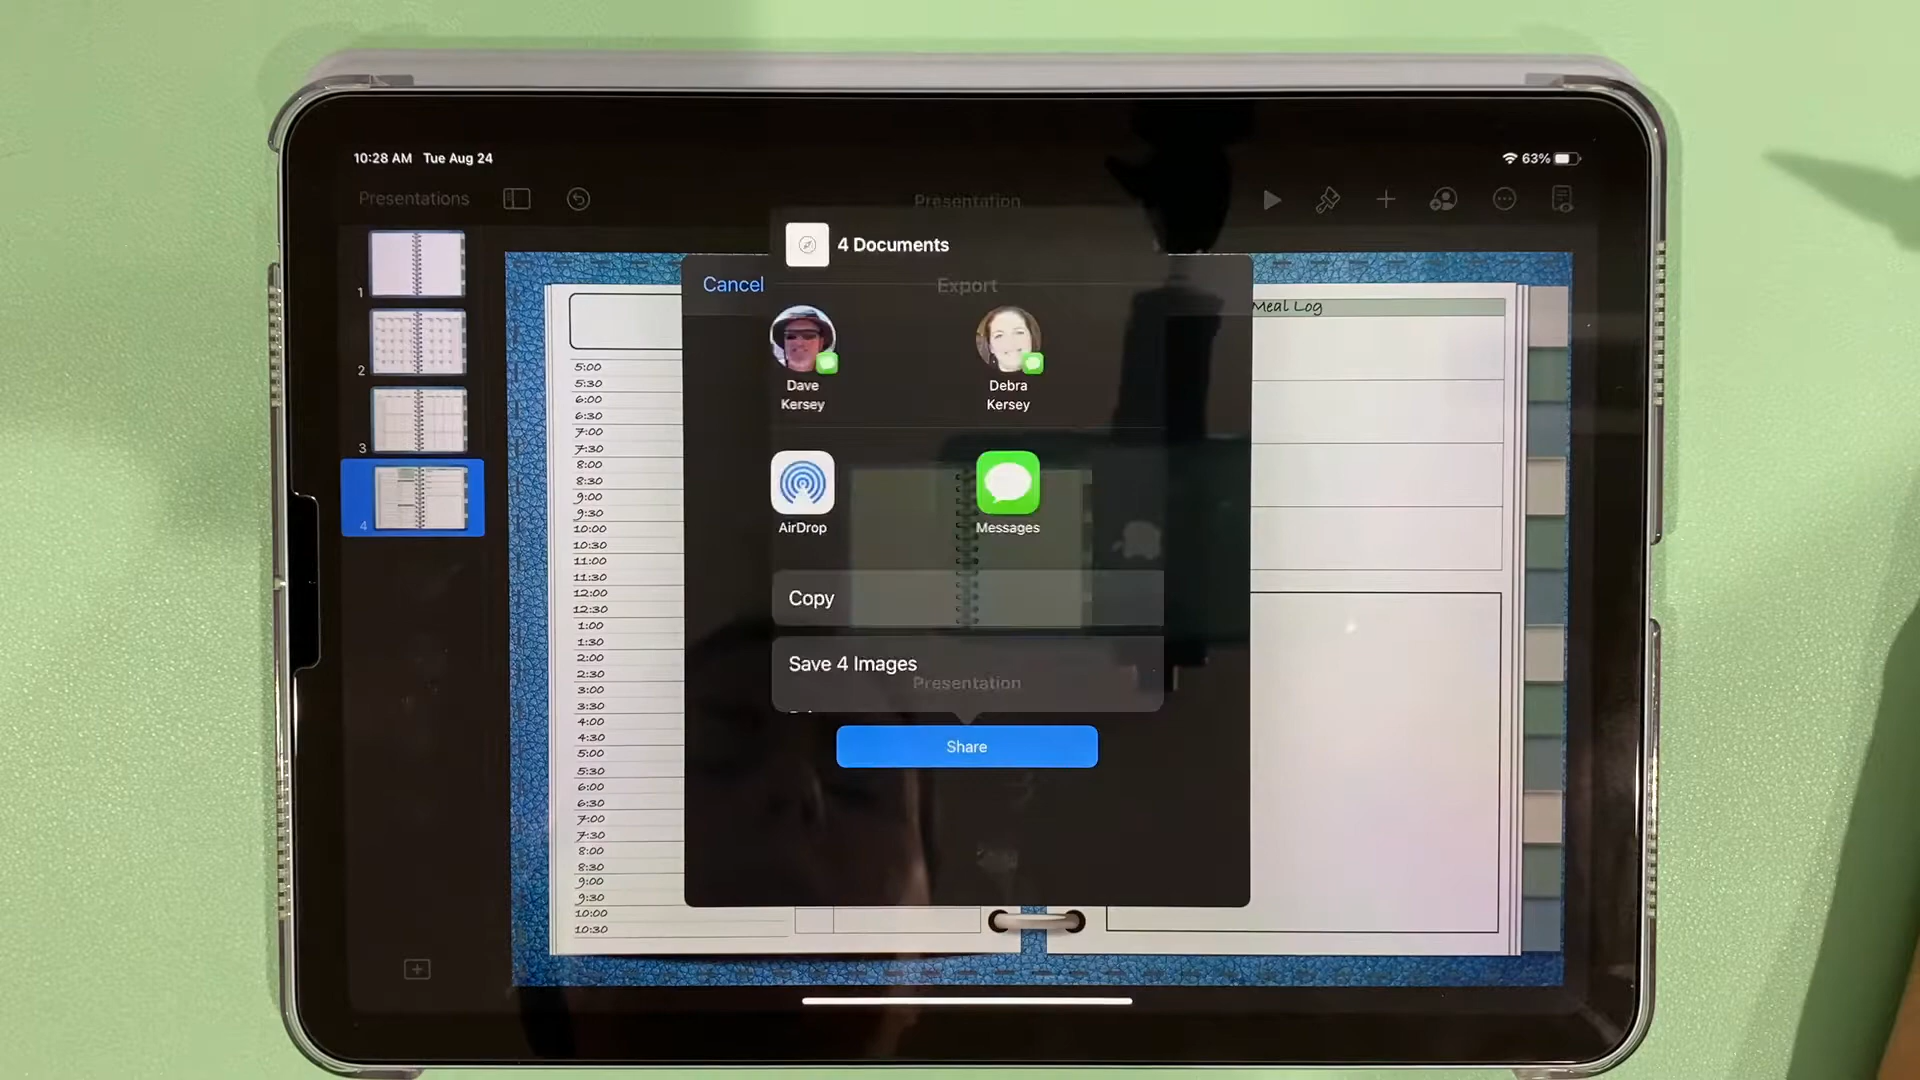 10:28 AM Tue Aug 24
63%
Presentations
Presentation
4 Documents
Cancel
Export
Dave
Kersey
Debra
Kersey
AirDrop
Messages
Copy
Save 4 Images
Presentation
Share
1
2
3
4
Meal Log
5:00
5:30
6:00
6:30
7:00
7:30
8:00
8:30
9:00
9:30
10:00
10:30
11:00
11:30
12:00
12:30
1:00
1:30
2:00
2:30
3:00
3:30
4:00
4:30
5:00
5:30
6:00
6:30
7:00
7:30
8:00
8:30
9:00
9:30
10:00
10:30